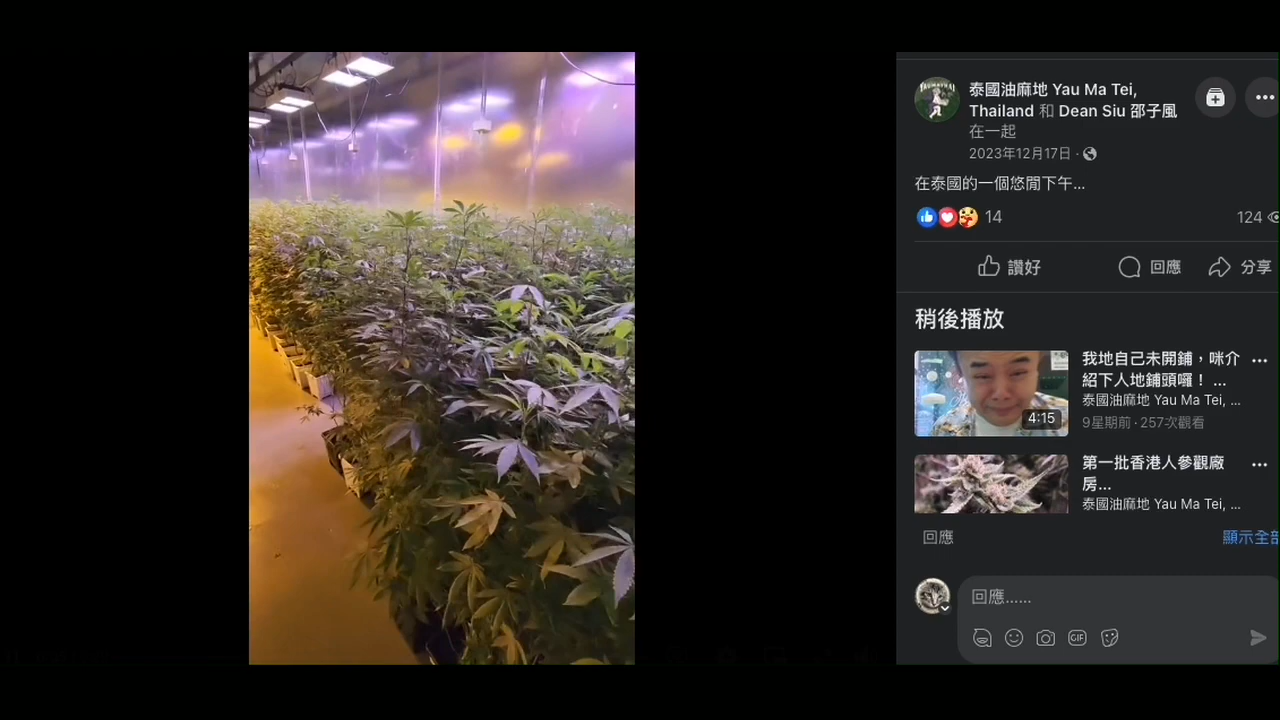 泰國油麻地 Yau Ma Tei,
Thailand 和 Dean Siu 邵子風
在一起
2023年12月17日 ·
在泰國的一個悠閒下午...
14
124
讚好
回應
分享
稍後播放
我地自己未開鋪，咪介
紹下人地鋪頭囉！ ...
泰國油麻地 Yau Ma Tei, ...
9星期前 · 257次觀看
4:15
第一批香港人參觀廠
房...
泰國油麻地 Yau Ma Tei, ...
回應
顯示全部
回應......
GIF